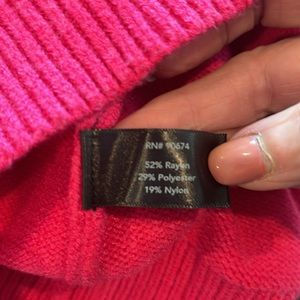 RN# 90674
52% Rayon
29% Polyester
19% Nylon